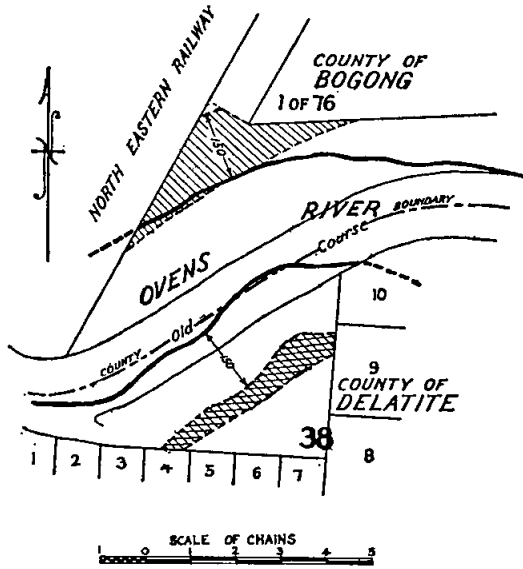 NORTH EASTERN RAILWAY
COUNTY OF
BOGONG
1 OF 76
150
OVENS
RIVER
COUNTY
Old
Course
BOUNDARY
10
9
COUNTY OF
DELATITE
38
8
1
2
3
4
5
6
7
SCALE OF CHAINS
1 0 1 2 3 4 5